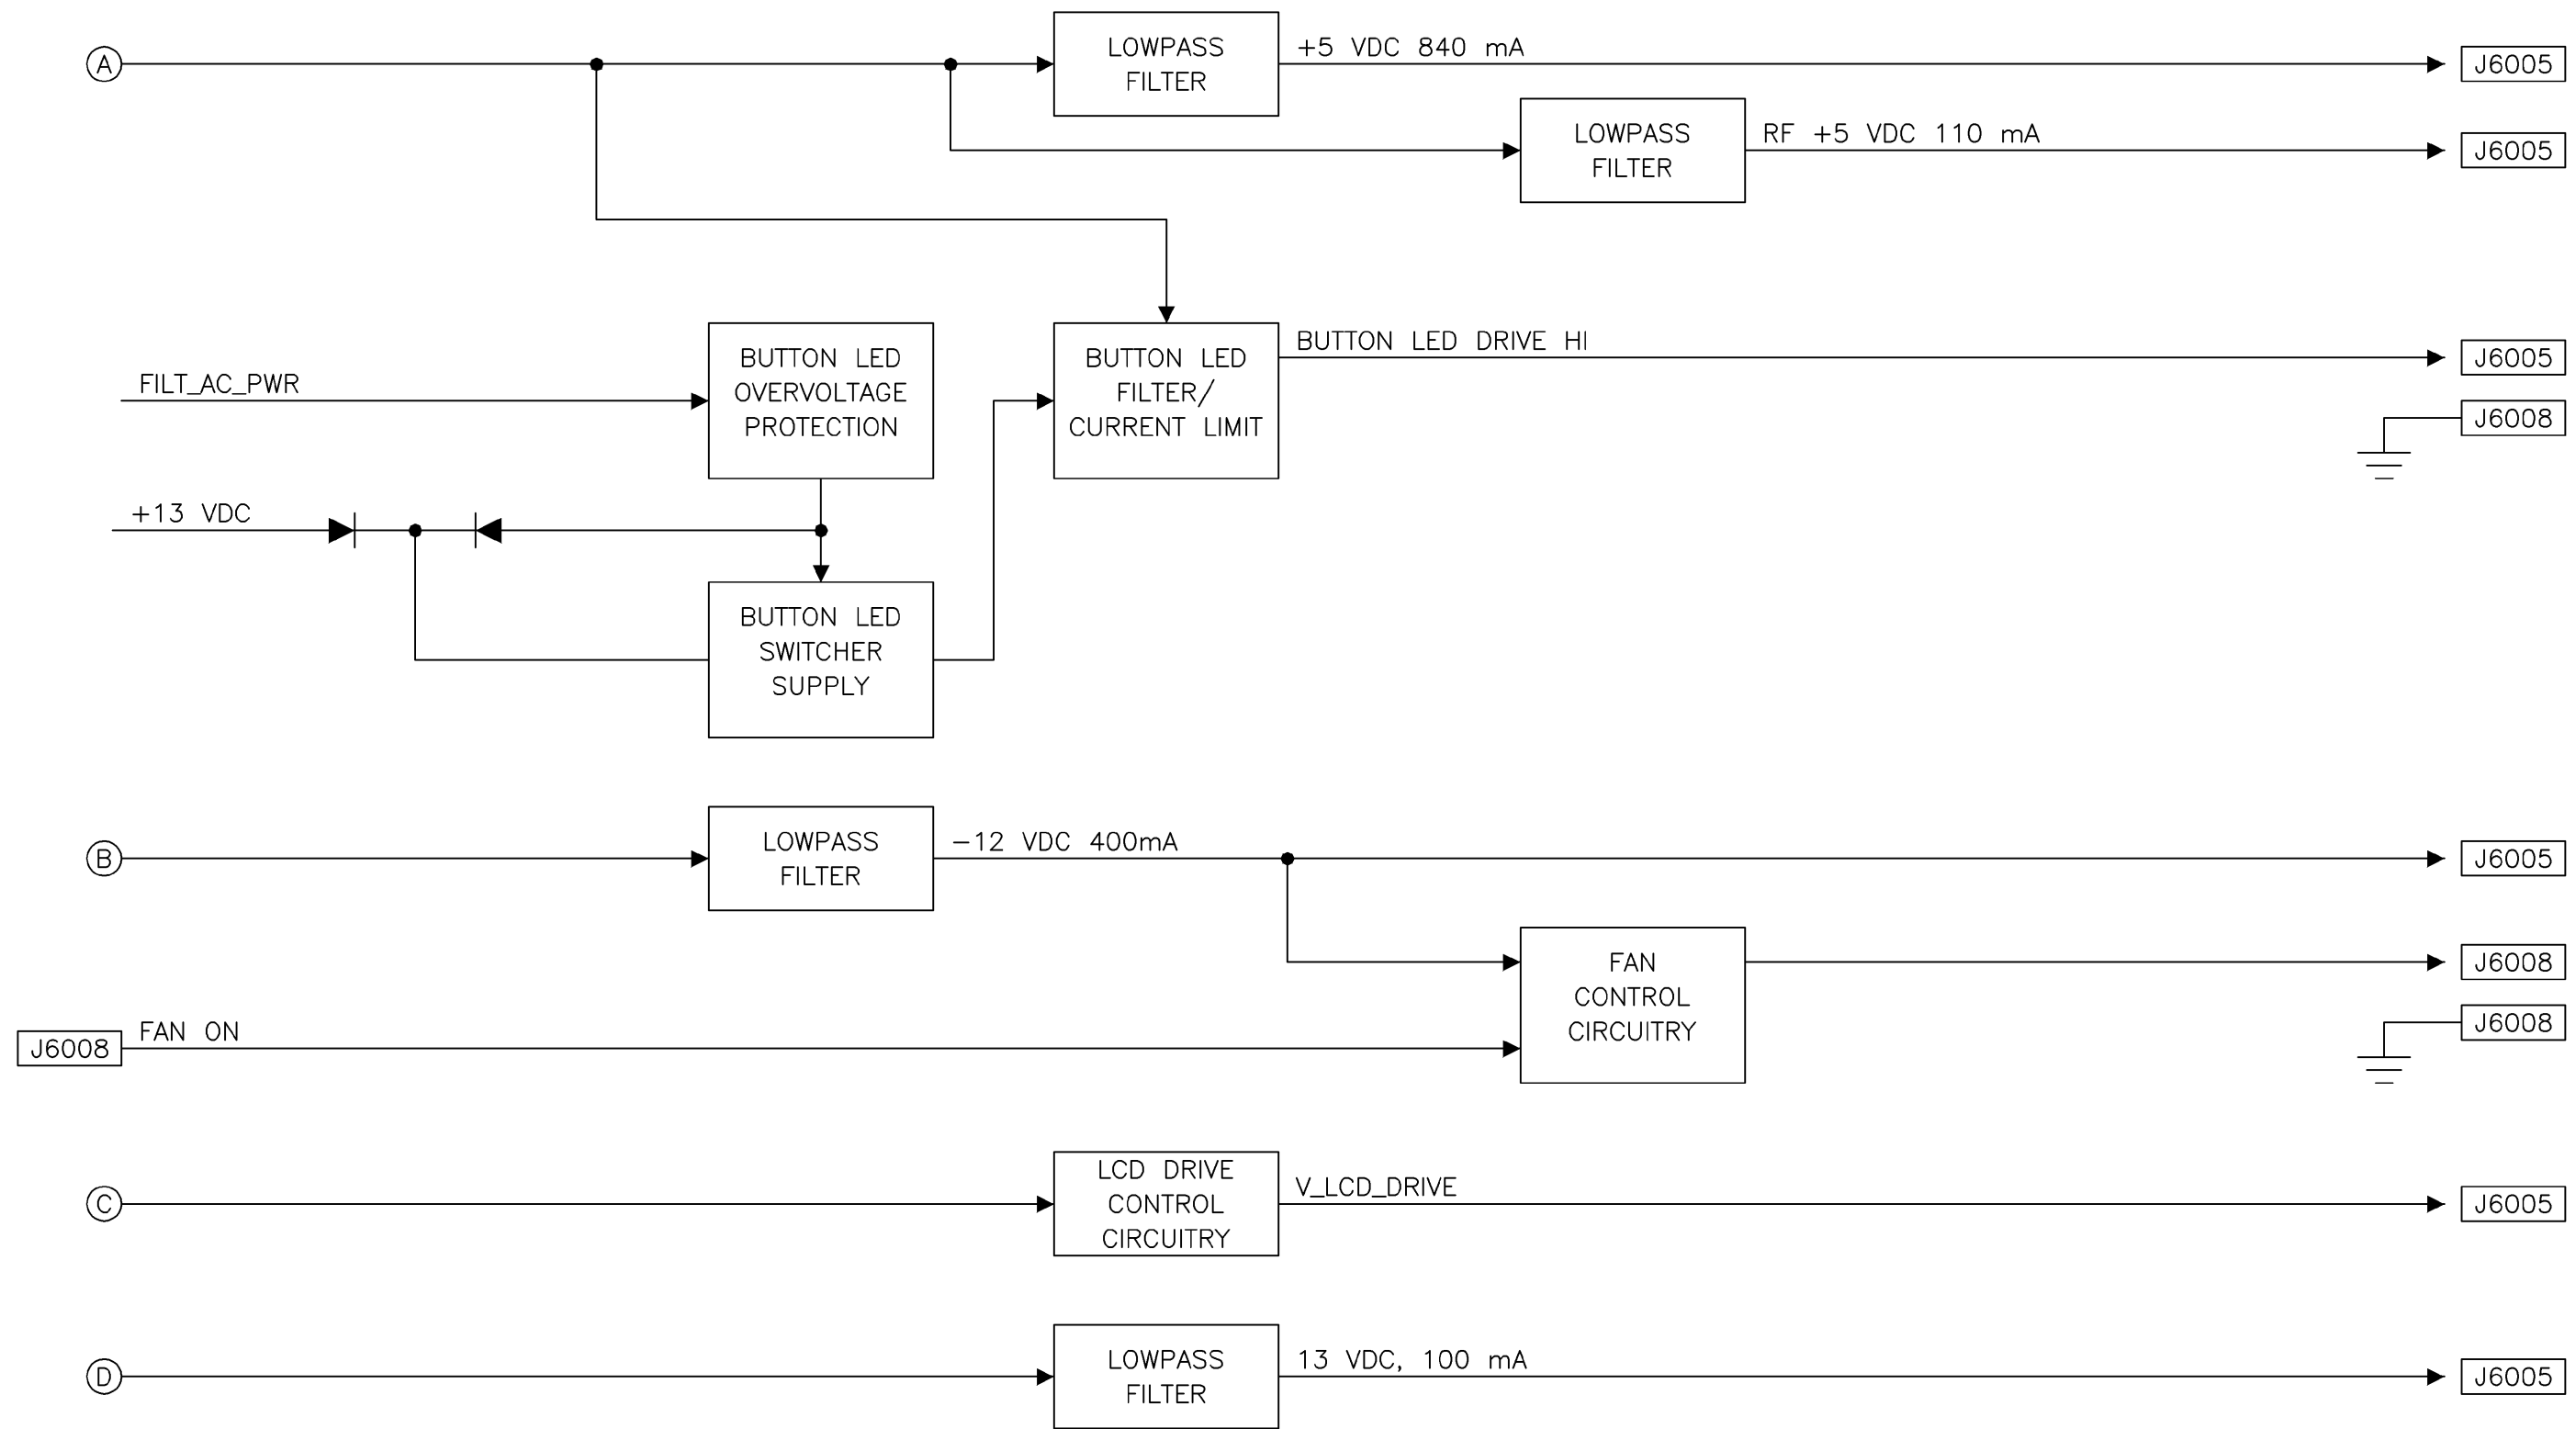 A
LOWPASS
FILTER
+5 VDC 840 mA
J6005
LOWPASS
FILTER
RF +5 VDC 110 mA
J6005
FILT_AC_PWR
BUTTON LED
OVERVOLTAGE
PROTECTION
BUTTON LED
FILTER/
CURRENT LIMIT
BUTTON LED DRIVE HI
J6005
J6008
+13 VDC
BUTTON LED
SWITCHER
SUPPLY
B
LOWPASS
FILTER
-12 VDC 400mA
J6005
FAN
CONTROL
CIRCUITRY
J6008
J6008
J6008
FAN ON
C
LCD DRIVE
CONTROL
CIRCUITRY
V_LCD_DRIVE
J6005
D
LOWPASS
FILTER
13 VDC, 100 mA
J6005